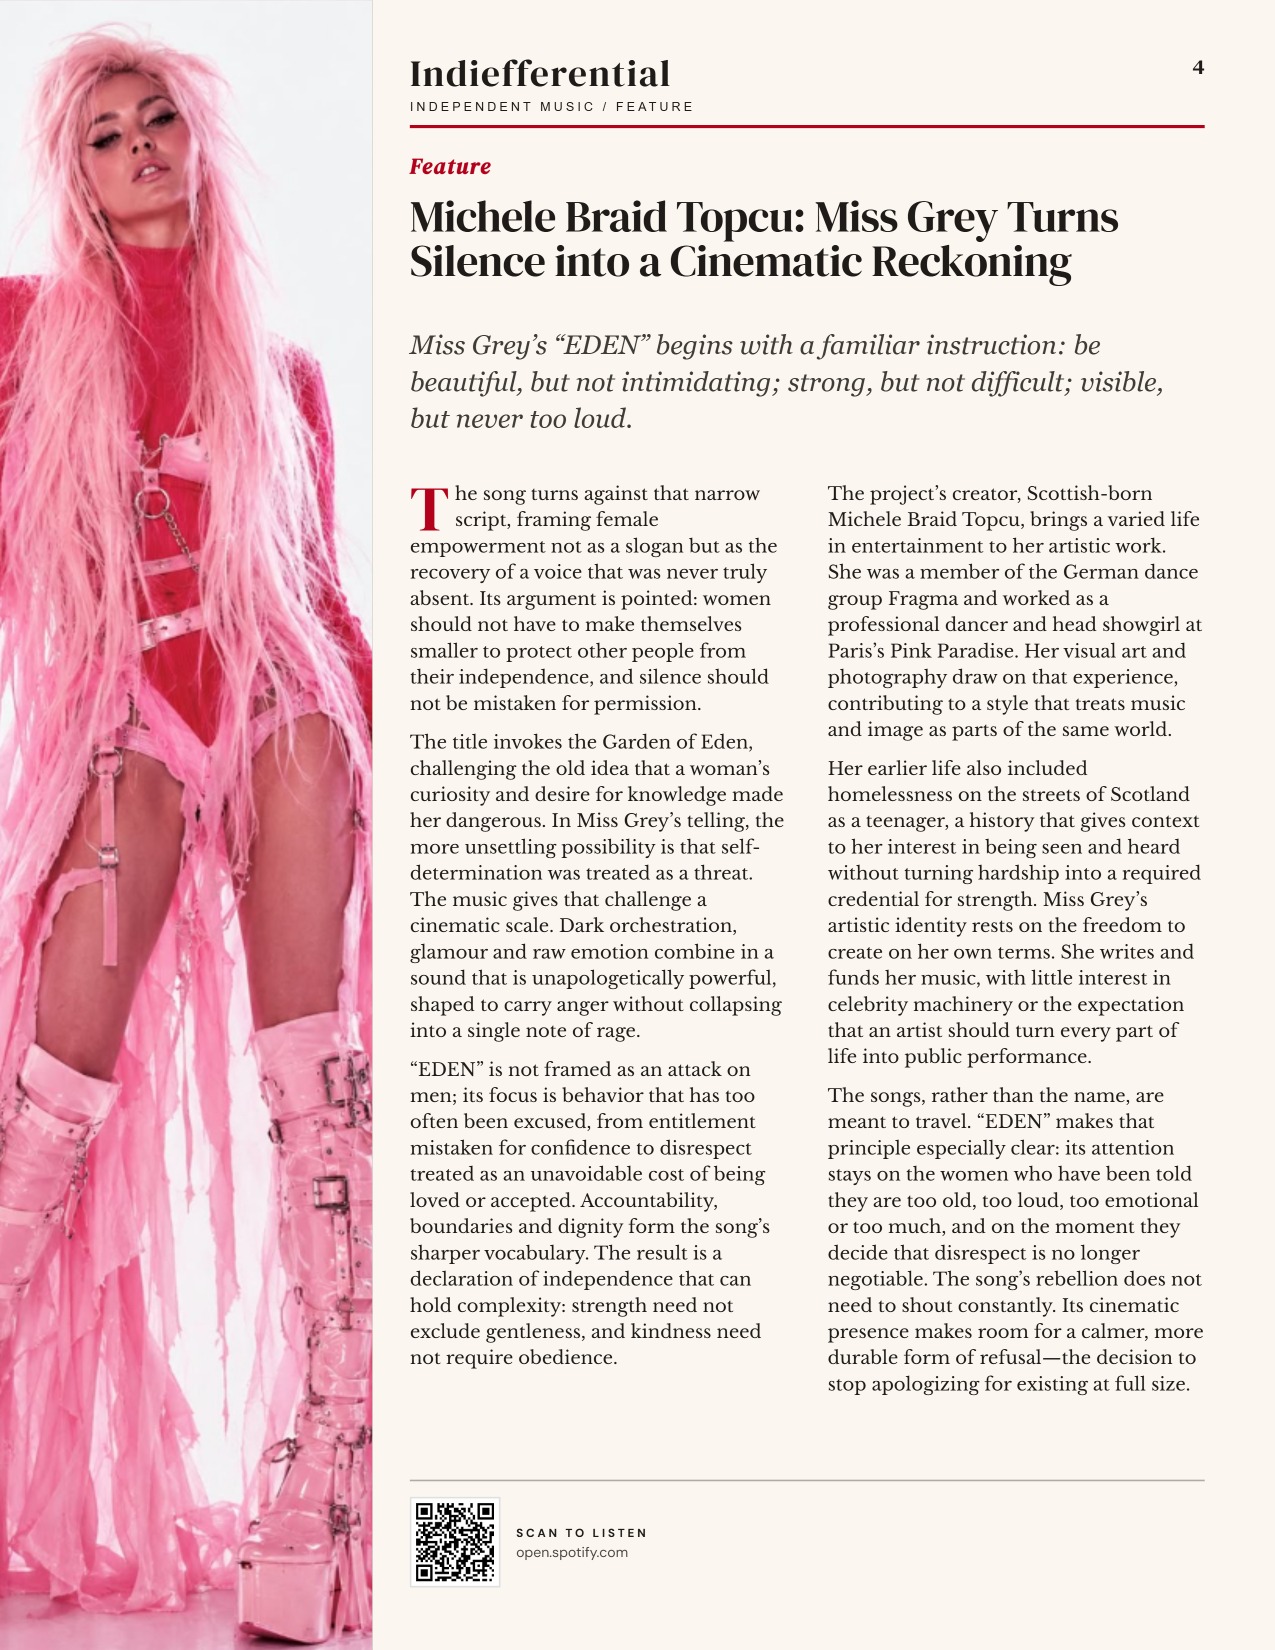 Indiefferential
4
INDEPENDENT MUSIC / FEATURE
Feature
Michele Braid Topcu: Miss Grey Turns
Silence into a Cinematic Reckoning
Miss Grey’s “EDEN” begins with a familiar instruction: be
beautiful, but not intimidating; strong, but not difficult; visible,
but never too loud.
The song turns against that narrow
script, framing female
empowerment not as a slogan but as the
recovery of a voice that was never truly
absent. Its argument is pointed: women
should not have to make themselves
smaller to protect other people from
their independence, and silence should
not be mistaken for permission.
The title invokes the Garden of Eden,
challenging the old idea that a woman’s
curiosity and desire for knowledge made
her dangerous. In Miss Grey’s telling, the
more unsettling possibility is that self-
determination was treated as a threat.
The music gives that challenge a
cinematic scale. Dark orchestration,
glamour and raw emotion combine in a
sound that is unapologetically powerful,
shaped to carry anger without collapsing
into a single note of rage.
“EDEN” is not framed as an attack on
men; its focus is behavior that has too
often been excused, from entitlement
mistaken for confidence to disrespect
treated as an unavoidable cost of being
loved or accepted. Accountability,
boundaries and dignity form the song’s
sharper vocabulary. The result is a
declaration of independence that can
hold complexity: strength need not
exclude gentleness, and kindness need
not require obedience.
The project’s creator, Scottish-born
Michele Braid Topcu, brings a varied life
in entertainment to her artistic work.
She was a member of the German dance
group Fragma and worked as a
professional dancer and head showgirl at
Paris’s Pink Paradise. Her visual art and
photography draw on that experience,
contributing to a style that treats music
and image as parts of the same world.
Her earlier life also included
homelessness on the streets of Scotland
as a teenager, a history that gives context
to her interest in being seen and heard
without turning hardship into a required
credential for strength. Miss Grey’s
artistic identity rests on the freedom to
create on her own terms. She writes and
funds her music, with little interest in
celebrity machinery or the expectation
that an artist should turn every part of
life into public performance.
The songs, rather than the name, are
meant to travel. “EDEN” makes that
principle especially clear: its attention
stays on the women who have been told
they are too old, too loud, too emotional
or too much, and on the moment they
decide that disrespect is no longer
negotiable. The song’s rebellion does not
need to shout constantly. Its cinematic
presence makes room for a calmer, more
durable form of refusal—the decision to
stop apologizing for existing at full size.
SCAN TO LISTEN
open.spotify.com